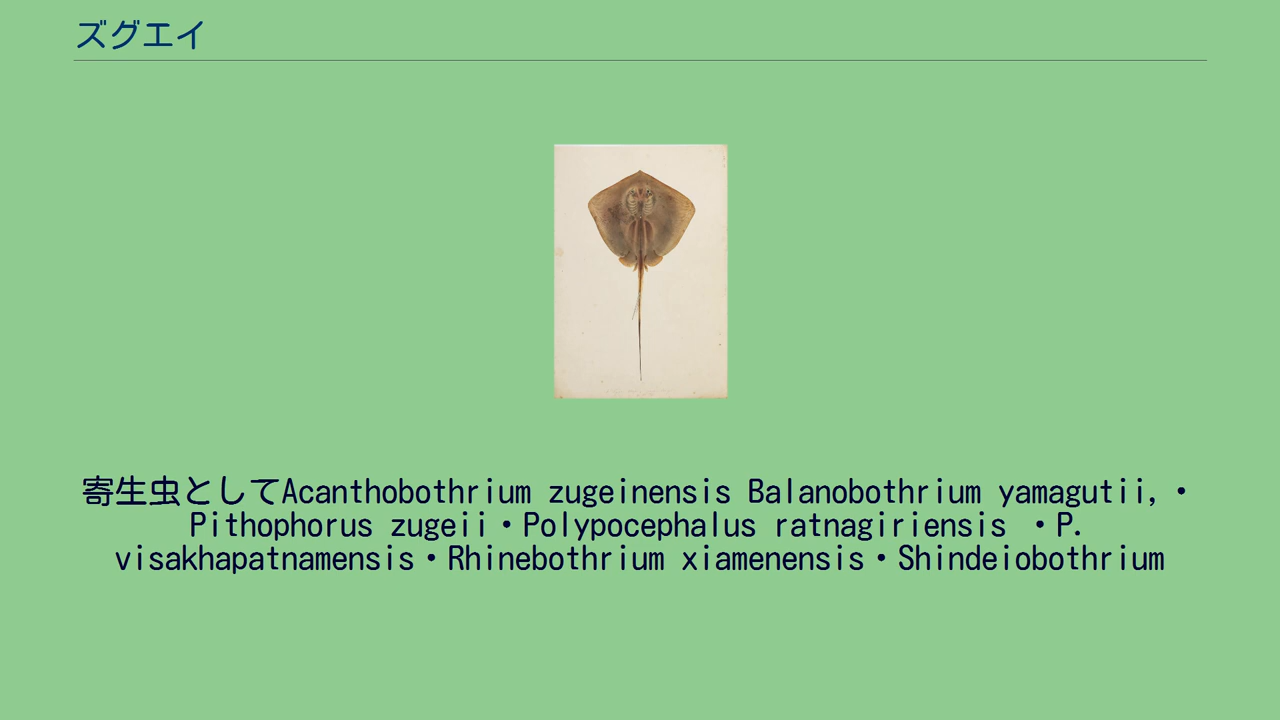 ズグエイ
寄生虫としてAcanthobothrium zugeinensis Balanobothrium yamagutii,・
Pithophorus zugeii・Polypocephalus ratnagiriensis ・P.
visakhapatnamensis・Rhinebothrium xiamenensis・Shindeiobothrium